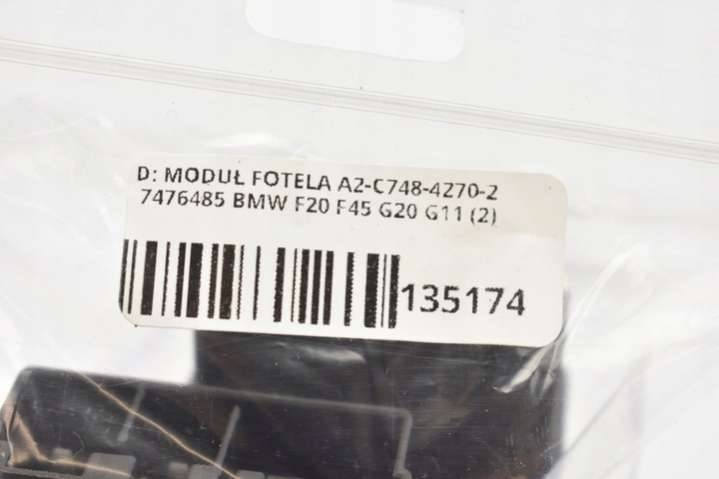 D: MODUŁ FOTELA A2-C748-4270-2
7476485 BMW F20 F45 G20 G11 (2)
135174